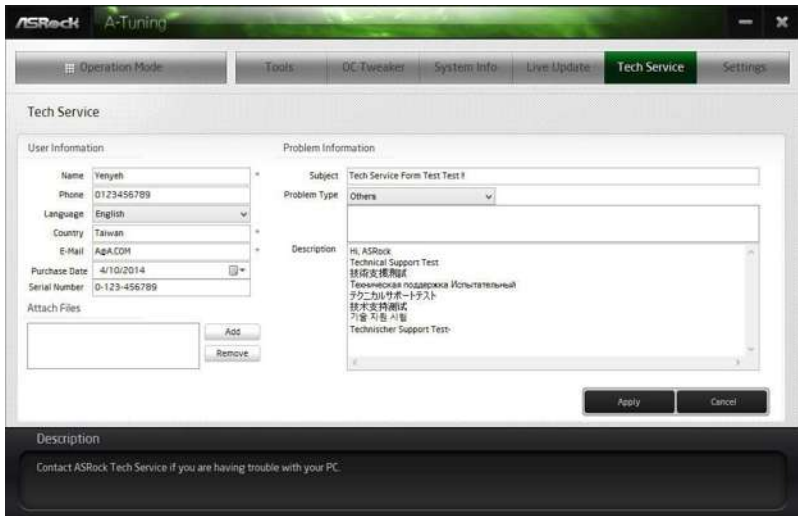 ASRock A-Tuning
Operation Mode Tools OC Tweaker System Info Live Update Tech Service Settings
Tech Service
User Information
Name Yenyeh *
Phone 0123456789
Language English
Country Taiwan *
E-Mail A@A.COM *
Purchase Date 4/10/2014
Serial Number 0-123-456789
Attach Files
Add
Remove
Problem Information
Subject Tech Service Form Test Test !!
Problem Type Others
Description Hi, ASRock
Technical Support Test
技術支援測試
Техническая поддержка Испытательный
テクニカルサポートテスト
技术支持测试
기술 지원 시험
Technischer Support Test-
Apply Cancel
Description
Contact ASRock Tech Service if you are having trouble with your PC.